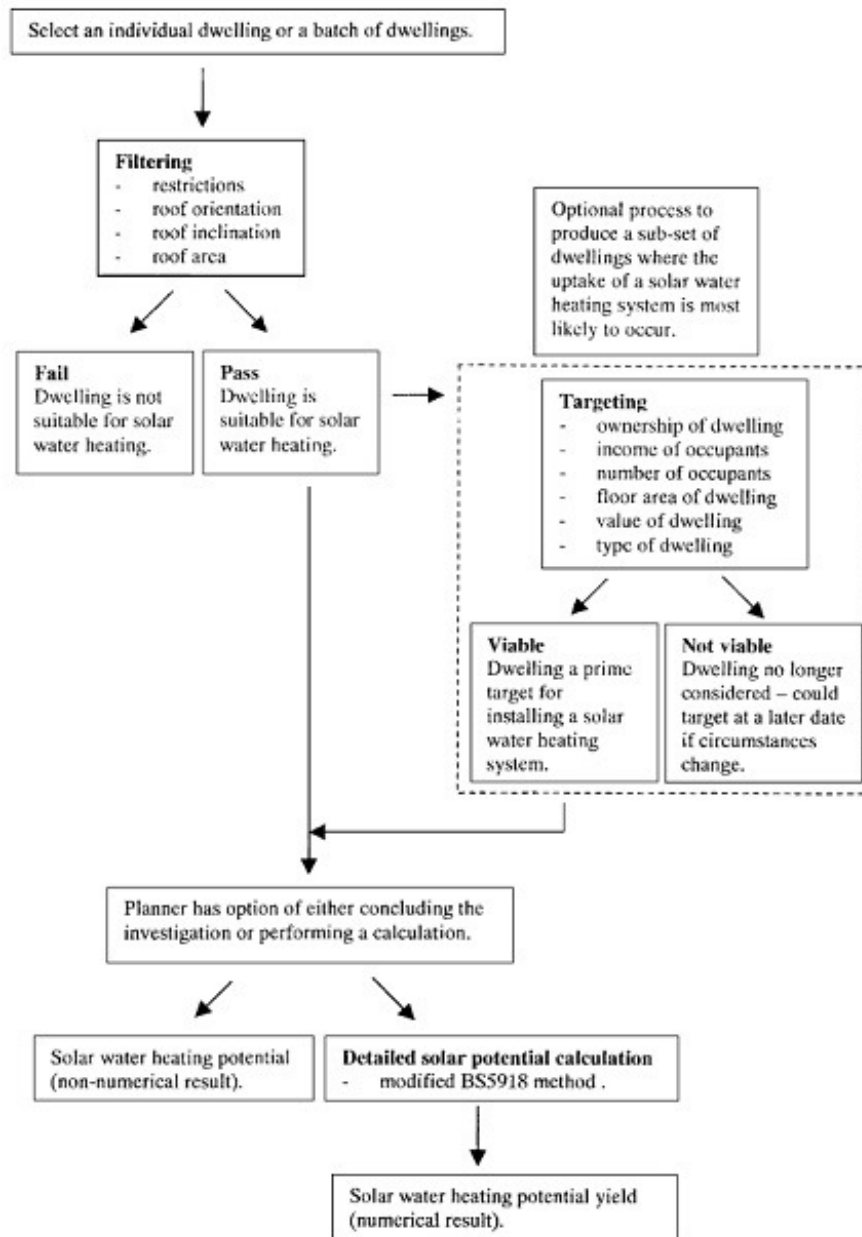 Select an individual dwelling or a batch of dwellings.
Filtering
- restrictions
- roof orientation
- roof inclination
- roof area
Optional process to
produce a sub-set of
dwellings where the
uptake of a solar water
heating system is most
likely to occur.
Fail
Dwelling is not
suitable for solar
water heating.
Pass
Dwelling is
suitable for solar
water heating.
Targeting
- ownership of dwelling
- income of occupants
- number of occupants
- floor area of dwelling
- value of dwelling
- type of dwelling
Viable
Dwelling a prime
target for
installing a solar
water heating
system.
Not viable
Dwelling no longer
considered – could
target at a later date
if circumstances
change.
Planner has option of either concluding the
investigation or performing a calculation.
Solar water heating potential
(non-numerical result).
Detailed solar potential calculation
- modified BS5918 method .
Solar water heating potential yield
(numerical result).